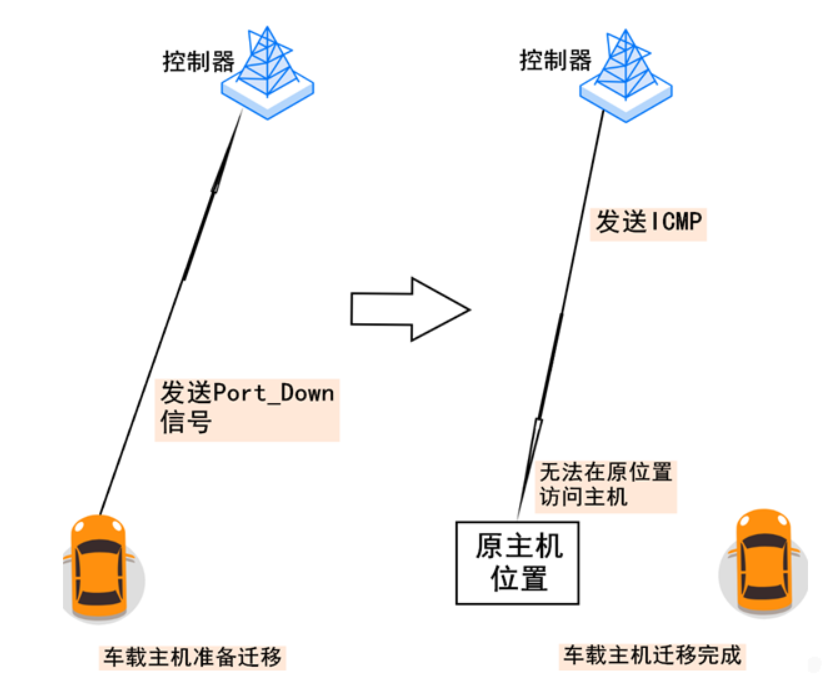 控制器
发送Port_Down
信号
车载主机准备迁移
控制器
发送ICMP
无法在原位置
访问主机
原主机
位置
车载主机迁移完成